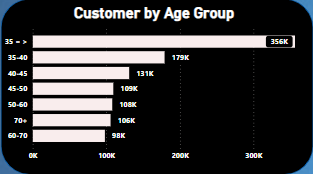 Customer by Age Group
35 = > 356K
35-40 179K
40-45 131K
45-50 109K
50-60 108K
70+ 106K
60-70 98K
0K 100K 200K 300K